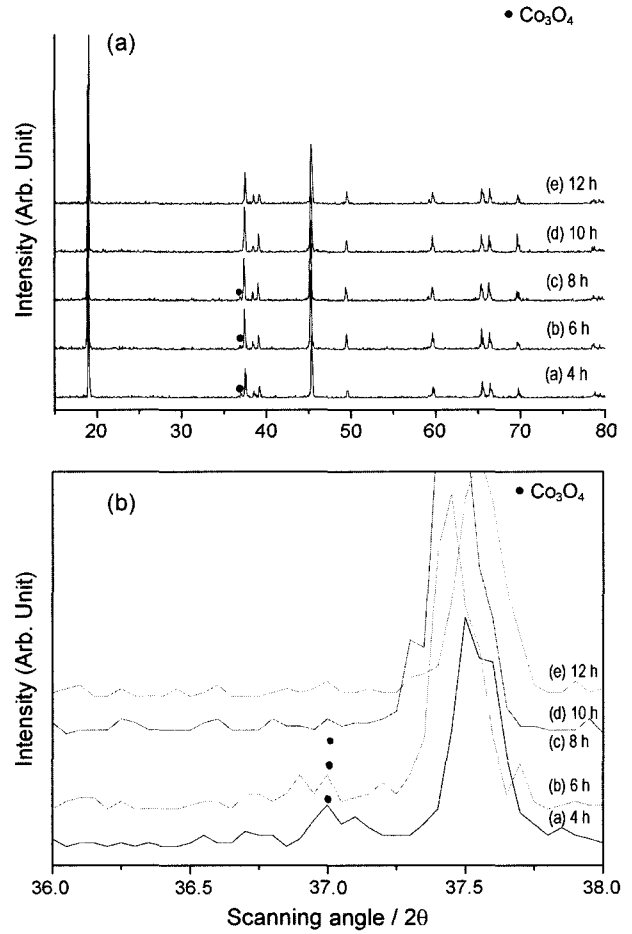 ● Co₃O₄
(a)
Intensity (Arb. Unit)
(e) 12 h
(d) 10 h
(c) 8 h
(b) 6 h
(a) 4 h
20 30 40 50 60 70 80
(b)
● Co₃O₄
Intensity (Arb. Unit)
(e) 12 h
(d) 10 h
(c) 8 h
(b) 6 h
(a) 4 h
36.0 36.5 37.0 37.5 38.0
Scanning angle / 2θ